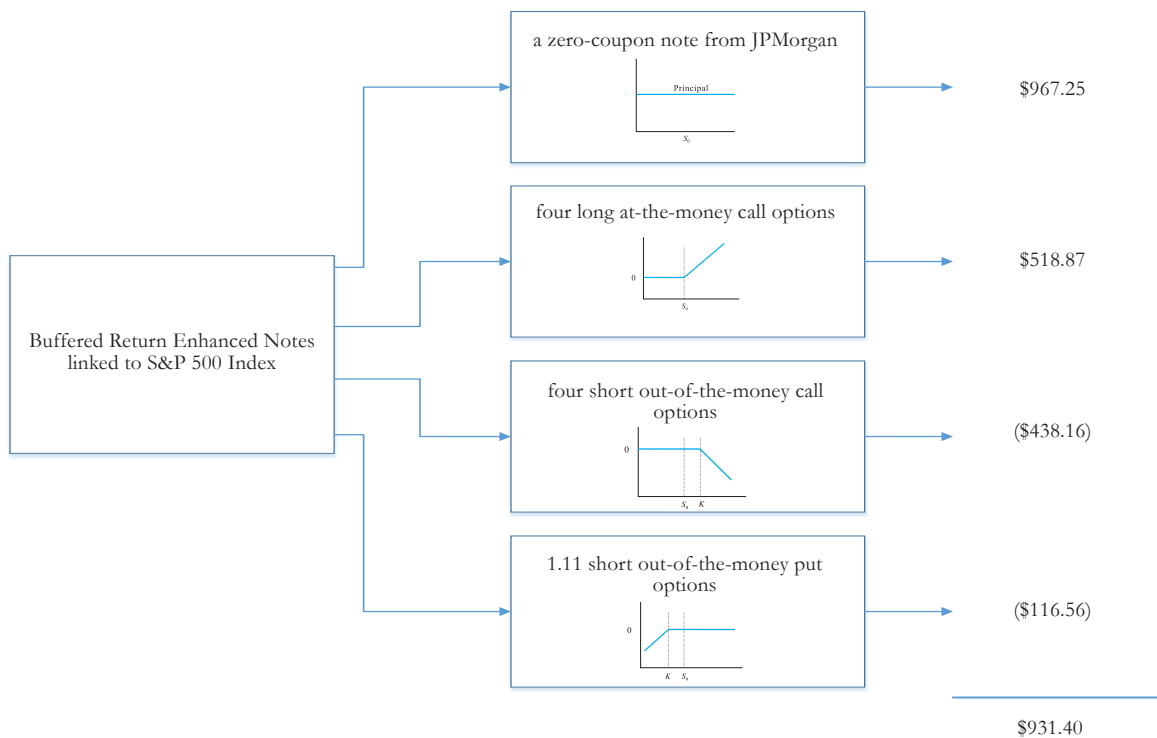 a zero-coupon note from JPMorgan
Principal
S₀
$967.25
four long at-the-money call options
0
S₀
$518.87
Buffered Return Enhanced Notes
linked to S&P 500 Index
four short out-of-the-money call
options
0
S₀ K
($438.16)
1.11 short out-of-the-money put
options
0
K S₀
($116.56)
$931.40